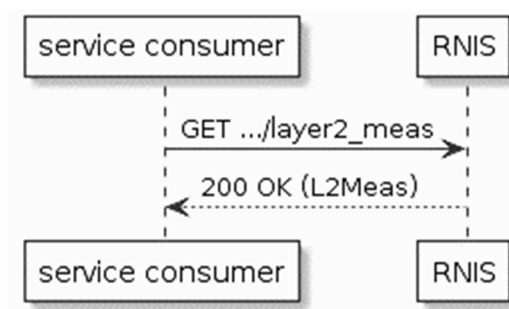 service consumer RNIS
GET .../layer2_meas
200 OK (L2Meas)
service consumer RNIS